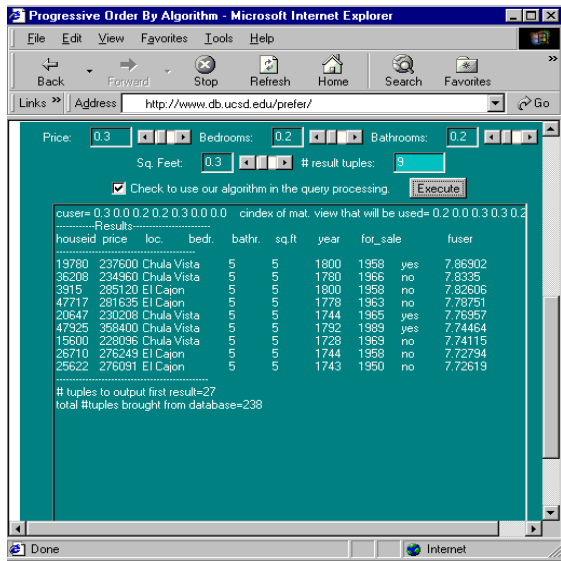 Progressive Order By Algorithm - Microsoft Internet Explorer
File Edit View Favorites Tools Help
Back Forward Stop Refresh Home Search Favorites »
Links » Address http://www.db.ucsd.edu/prefer/ Go
Price: 0.3 Bedrooms: 0.2 Bathrooms: 0.2
Sq. Feet: 0.3 # result tuples: 9
Check to use our algorithm in the query processing. Execute
cuser= 0.3 0.0 0.2 0.2 0.3 0.0 0.0 cindex of mat. view that will be used= 0.2 0.0 0.3 0.3 0.2
-----------Results-----------------------
houseid price loc. bedr. bathr. sq.ft year for_sale fuser
----------------------------------------
19780 237600 Chula Vista 5 5 1800 1958 yes 7.86902
36208 234960 Chula Vista 5 5 1780 1966 no 7.8335
3915 285120 El Cajon 5 5 1800 1958 no 7.82606
47717 281635 El Cajon 5 5 1778 1963 no 7.78751
20647 230208 Chula Vista 5 5 1744 1965 yes 7.76957
47925 358400 Chula Vista 5 5 1792 1989 yes 7.74464
15600 228096 Chula Vista 5 5 1728 1969 no 7.74115
26710 276249 El Cajon 5 5 1744 1958 no 7.72794
25622 276091 El Cajon 5 5 1743 1950 no 7.72619
-------------------------------------------
# tuples to output first result=27
total #tuples brought from database=238
Done Internet